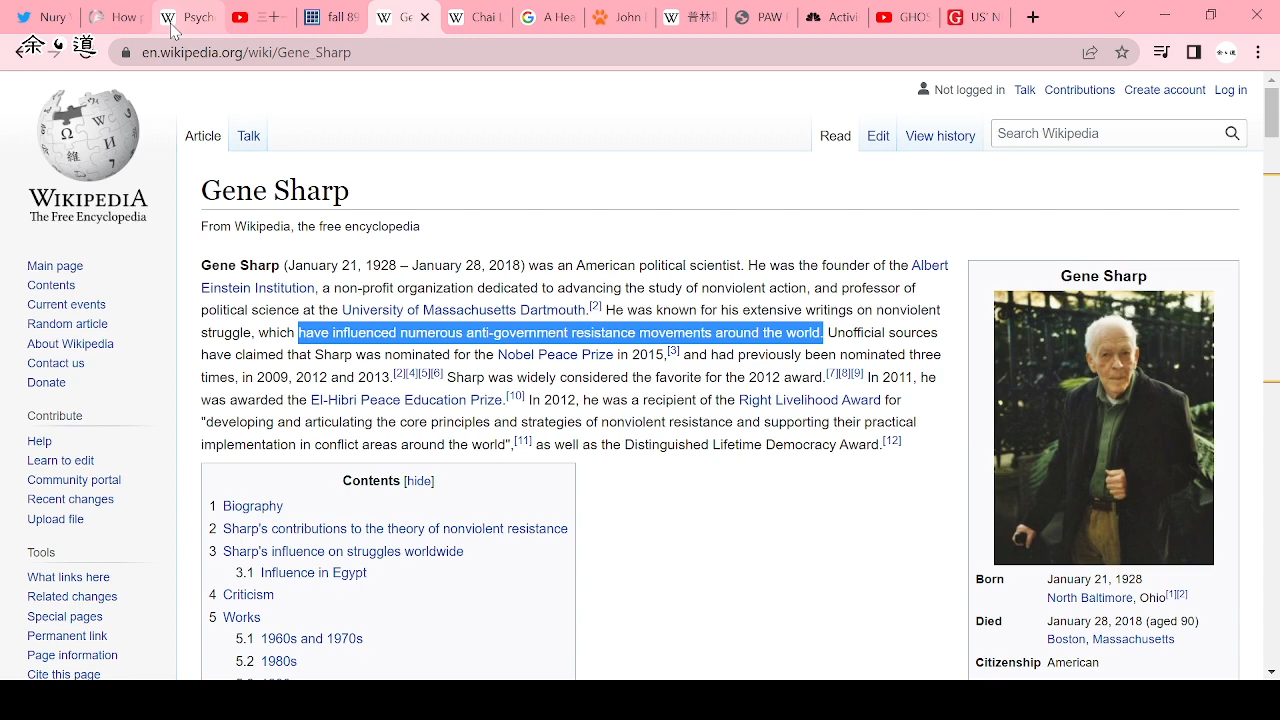 Nury
How
Psych
三十
fall 89
Ge
Chai L
A Hea
John
普林
PAW
Activi
GHOS
US' N
余 道
en.wikipedia.org/wiki/Gene_Sharp
Not logged in Talk Contributions Create account Log in
Article Talk Read Edit View history Search Wikipedia
WIKIPEDIA
The Free Encyclopedia
Main page
Contents
Current events
Random article
About Wikipedia
Contact us
Donate
Contribute
Help
Learn to edit
Community portal
Recent changes
Upload file
Tools
What links here
Related changes
Special pages
Permanent link
Page information
Cite this page
Gene Sharp
From Wikipedia, the free encyclopedia
Gene Sharp (January 21, 1928 – January 28, 2018) was an American political scientist. He was the founder of the Albert
Einstein Institution, a non-profit organization dedicated to advancing the study of nonviolent action, and professor of
political science at the University of Massachusetts Dartmouth.[2] He was known for his extensive writings on nonviolent
struggle, which have influenced numerous anti-government resistance movements around the world. Unofficial sources
have claimed that Sharp was nominated for the Nobel Peace Prize in 2015,[3] and had previously been nominated three
times, in 2009, 2012 and 2013.[2][4][5][6] Sharp was widely considered the favorite for the 2012 award.[7][8][9] In 2011, he
was awarded the El-Hibri Peace Education Prize.[10] In 2012, he was a recipient of the Right Livelihood Award for
"developing and articulating the core principles and strategies of nonviolent resistance and supporting their practical
implementation in conflict areas around the world",[11] as well as the Distinguished Lifetime Democracy Award.[12]
Contents [hide]
1 Biography
2 Sharp's contributions to the theory of nonviolent resistance
3 Sharp's influence on struggles worldwide
3.1 Influence in Egypt
4 Criticism
5 Works
5.1 1960s and 1970s
5.2 1980s
Gene Sharp
Born January 21, 1928
North Baltimore, Ohio[1][2]
Died January 28, 2018 (aged 90)
Boston, Massachusetts
Citizenship American